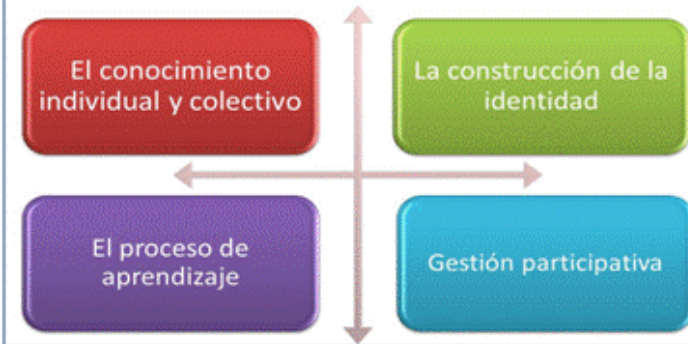 El conocimiento
individual y colectivo
La construcción de la
identidad
El proceso de
aprendizaje
Gestión participativa